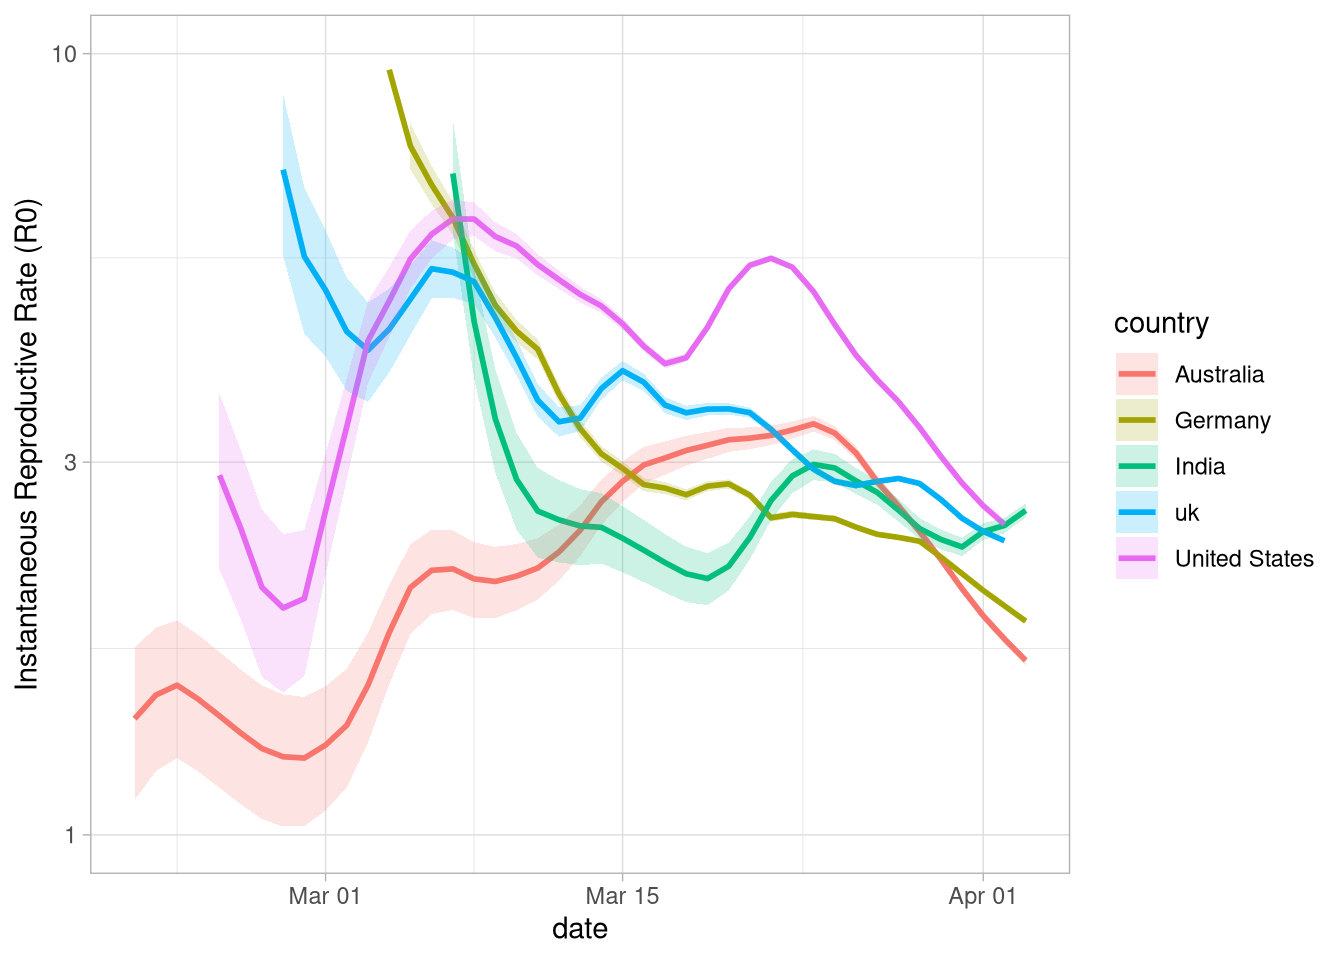 Instantaneous Reproductive Rate (R0)
10
3
1
Mar 01
Mar 15
Apr 01
date
country
Australia
Germany
India
uk
United States